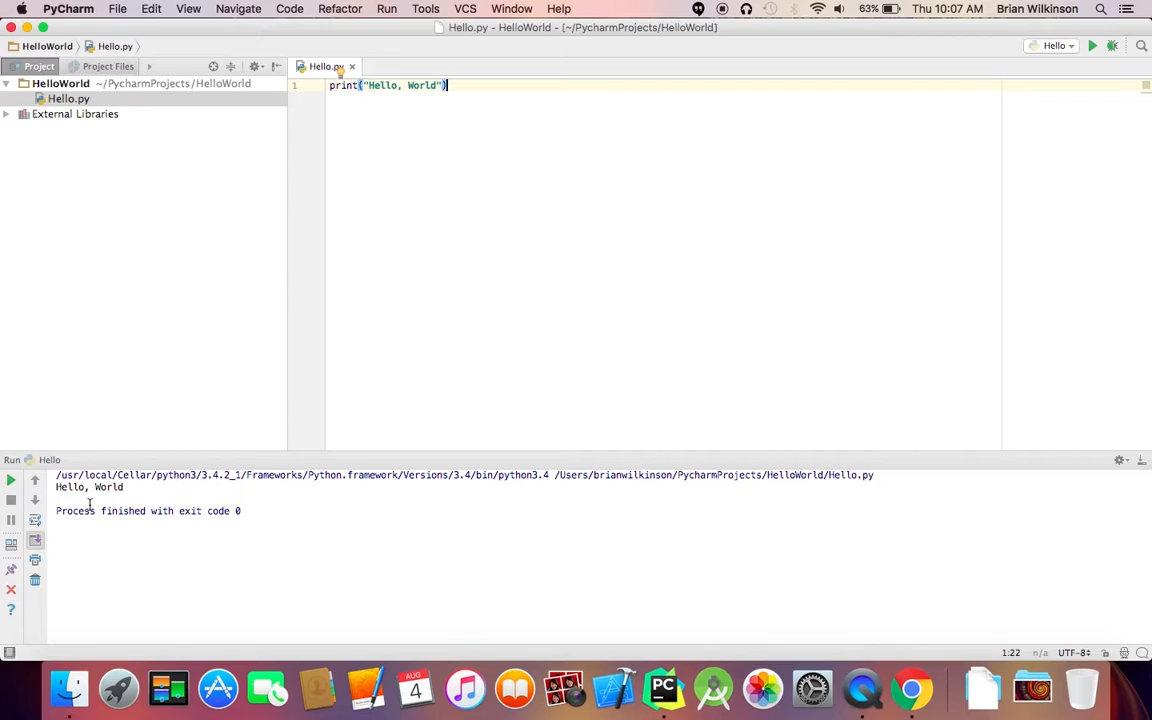 PyCharm File Edit View Navigate Code Refactor Run Tools VCS Window Help 63% Thu 10:07 AM Brian Wilkinson
Hello.py - HelloWorld - [~/PycharmProjects/HelloWorld]
HelloWorld Hello.py Hello
Project Project Files Hello.py
HelloWorld ~/PycharmProjects/HelloWorld
1 print("Hello, World")
Hello.py
External Libraries
Run Hello
/usr/local/Cellar/python3/3.4.2_1/Frameworks/Python.framework/Versions/3.4/bin/python3.4 /Users/brianwilkinson/PycharmProjects/HelloWorld/Hello.py
Hello, World
Process finished with exit code 0
1:22 n/a UTF-8
AUG
4
PC